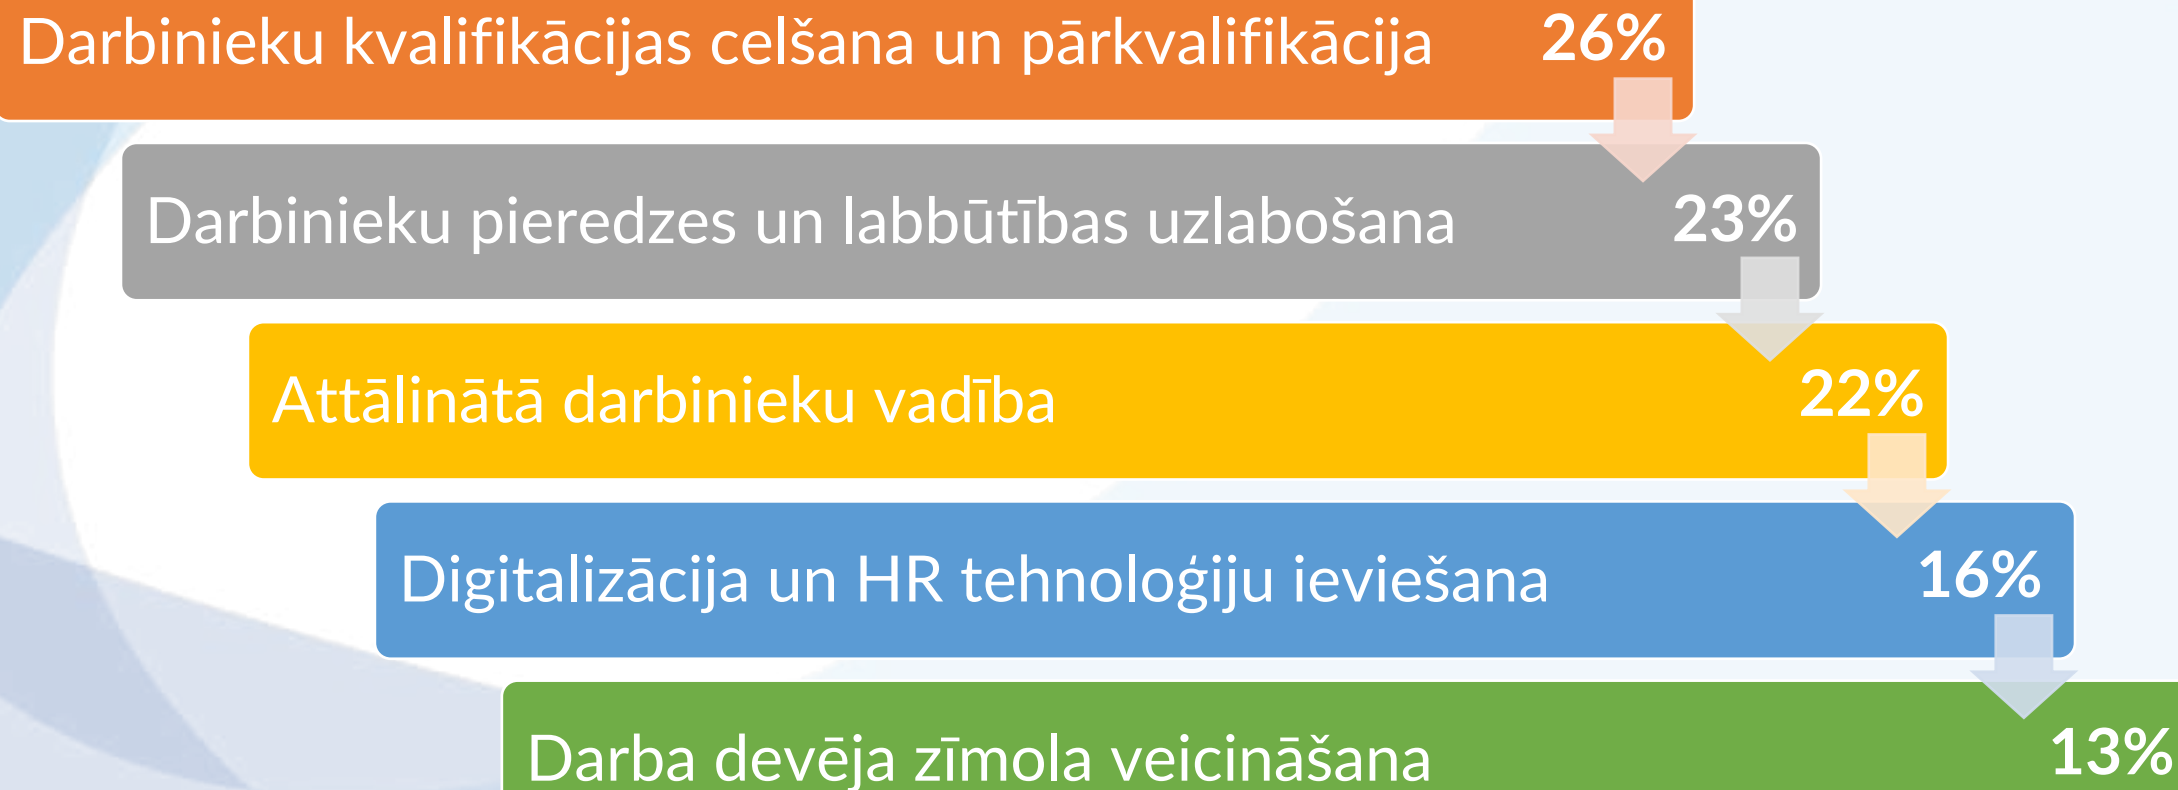 Darbinieku kvalifikācijas celšana un pārkvalifikācija 26%
Darbinieku pieredzes un labbūtības uzlabošana 23%
Attālinātā darbinieku vadība 22%
Digitalizācija un HR tehnoloģiju ieviešana 16%
Darba devēja zīmola veicināšana 13%